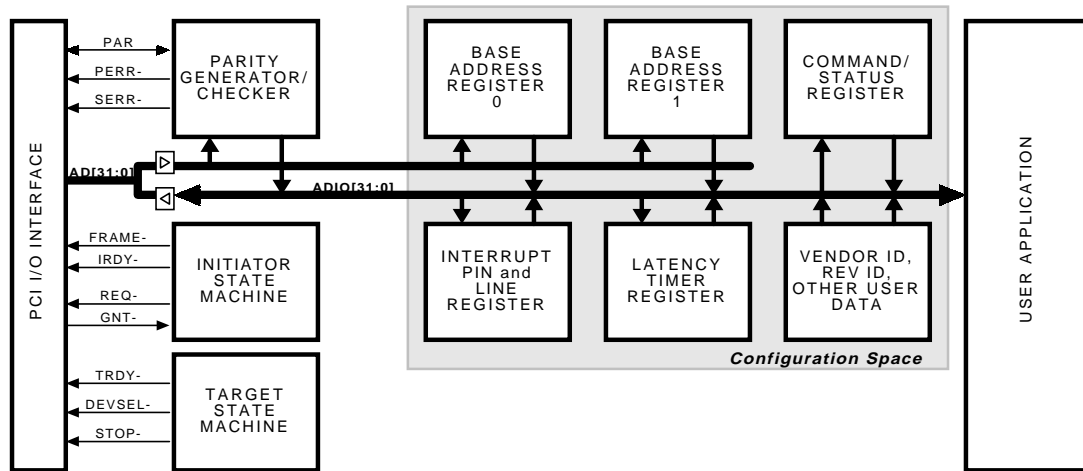 PCI I/O INTERFACE
PAR
PERR-
SERR-
PARITY
GENERATOR/
CHECKER
BASE
ADDRESS
REGISTER
0
BASE
ADDRESS
REGISTER
1
COMMAND/
STATUS
REGISTER
AD[31:0]
ADIO[31:0]
FRAME-
IRDY-
REQ-
GNT-
INITIATOR
STATE
MACHINE
INTERRUPT
PIN and
LINE
REGISTER
LATENCY
TIMER
REGISTER
VENDOR ID,
REV ID,
OTHER USER
DATA
Configuration Space
TRDY-
DEVSEL-
STOP-
TARGET
STATE
MACHINE
USER APPLICATION